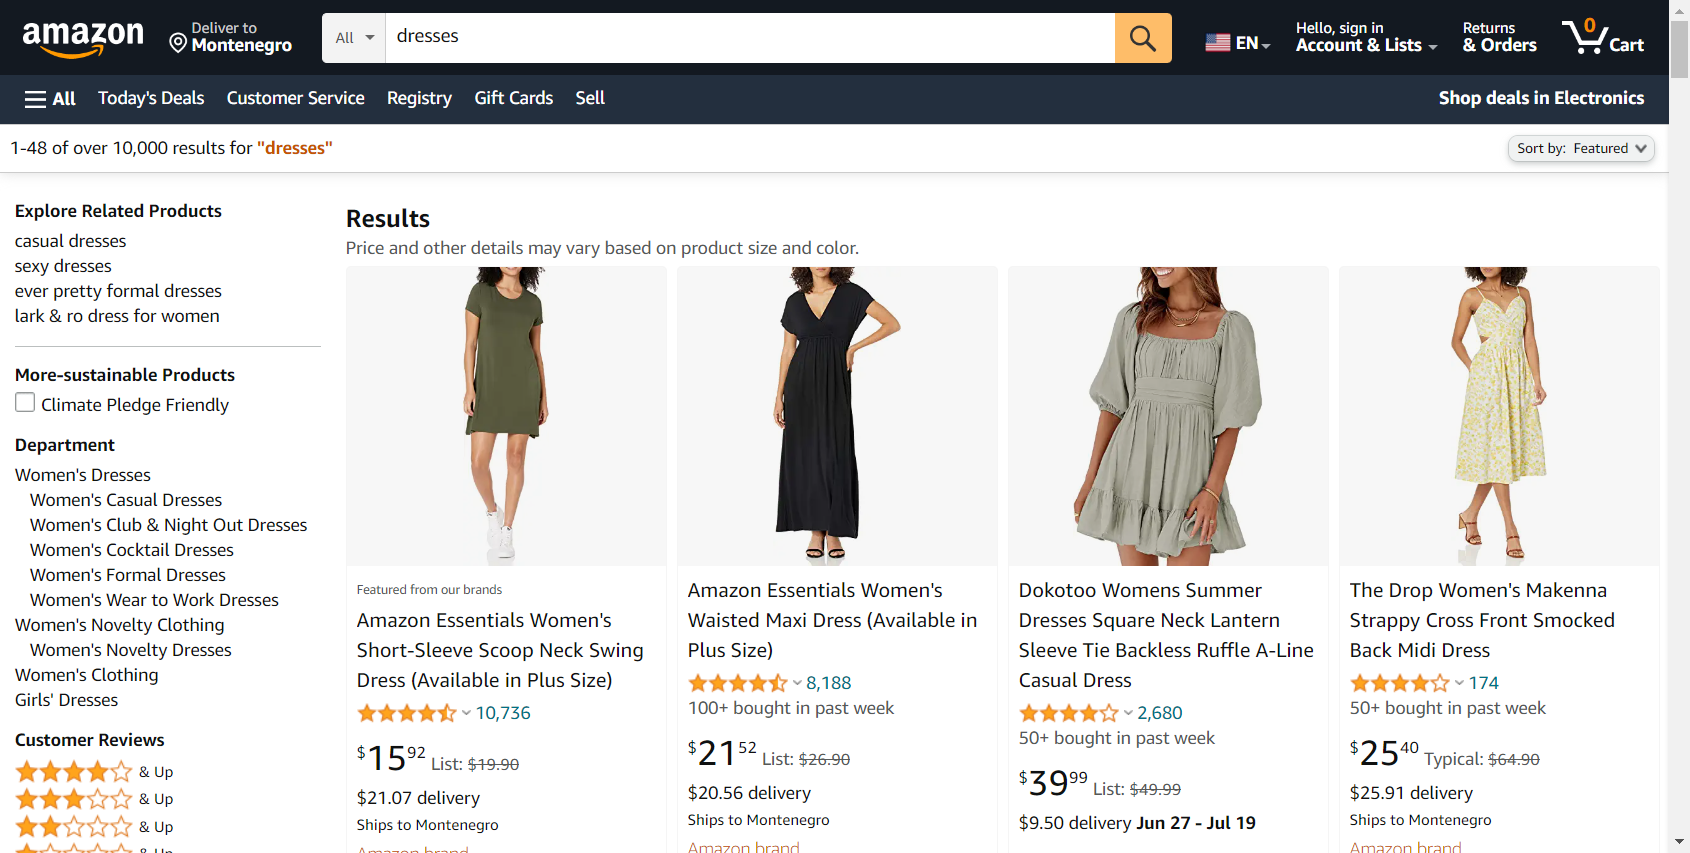 amazon
Deliver to
Montenegro
All
dresses
EN
Hello, sign in
Account & Lists
Returns
& Orders
0
Cart
All
Today's Deals
Customer Service
Registry
Gift Cards
Sell
Shop deals in Electronics
1-48 of over 10,000 results for "dresses"
Sort by: Featured
Explore Related Products
casual dresses
sexy dresses
ever pretty formal dresses
lark & ro dress for women
More-sustainable Products
Climate Pledge Friendly
Department
Women's Dresses
Women's Casual Dresses
Women's Club & Night Out Dresses
Women's Cocktail Dresses
Women's Formal Dresses
Women's Wear to Work Dresses
Women's Novelty Clothing
Women's Novelty Dresses
Women's Clothing
Girls' Dresses
Customer Reviews
& Up
& Up
& Up
& Up
Results
Price and other details may vary based on product size and color.
Featured from our brands
Amazon Essentials Women's
Short-Sleeve Scoop Neck Swing
Dress (Available in Plus Size)
10,736
$15 92 List: $19.90
$21.07 delivery
Ships to Montenegro
Amazon brand
Amazon Essentials Women's
Waisted Maxi Dress (Available in
Plus Size)
8,188
100+ bought in past week
$21 52 List: $26.90
$20.56 delivery
Ships to Montenegro
Amazon brand
Dokotoo Womens Summer
Dresses Square Neck Lantern
Sleeve Tie Backless Ruffle A-Line
Casual Dress
2,680
50+ bought in past week
$39 99 List: $49.99
$9.50 delivery Jun 27 - Jul 19
The Drop Women's Makenna
Strappy Cross Front Smocked
Back Midi Dress
174
50+ bought in past week
$25 40 Typical: $64.90
$25.91 delivery
Ships to Montenegro
Amazon brand